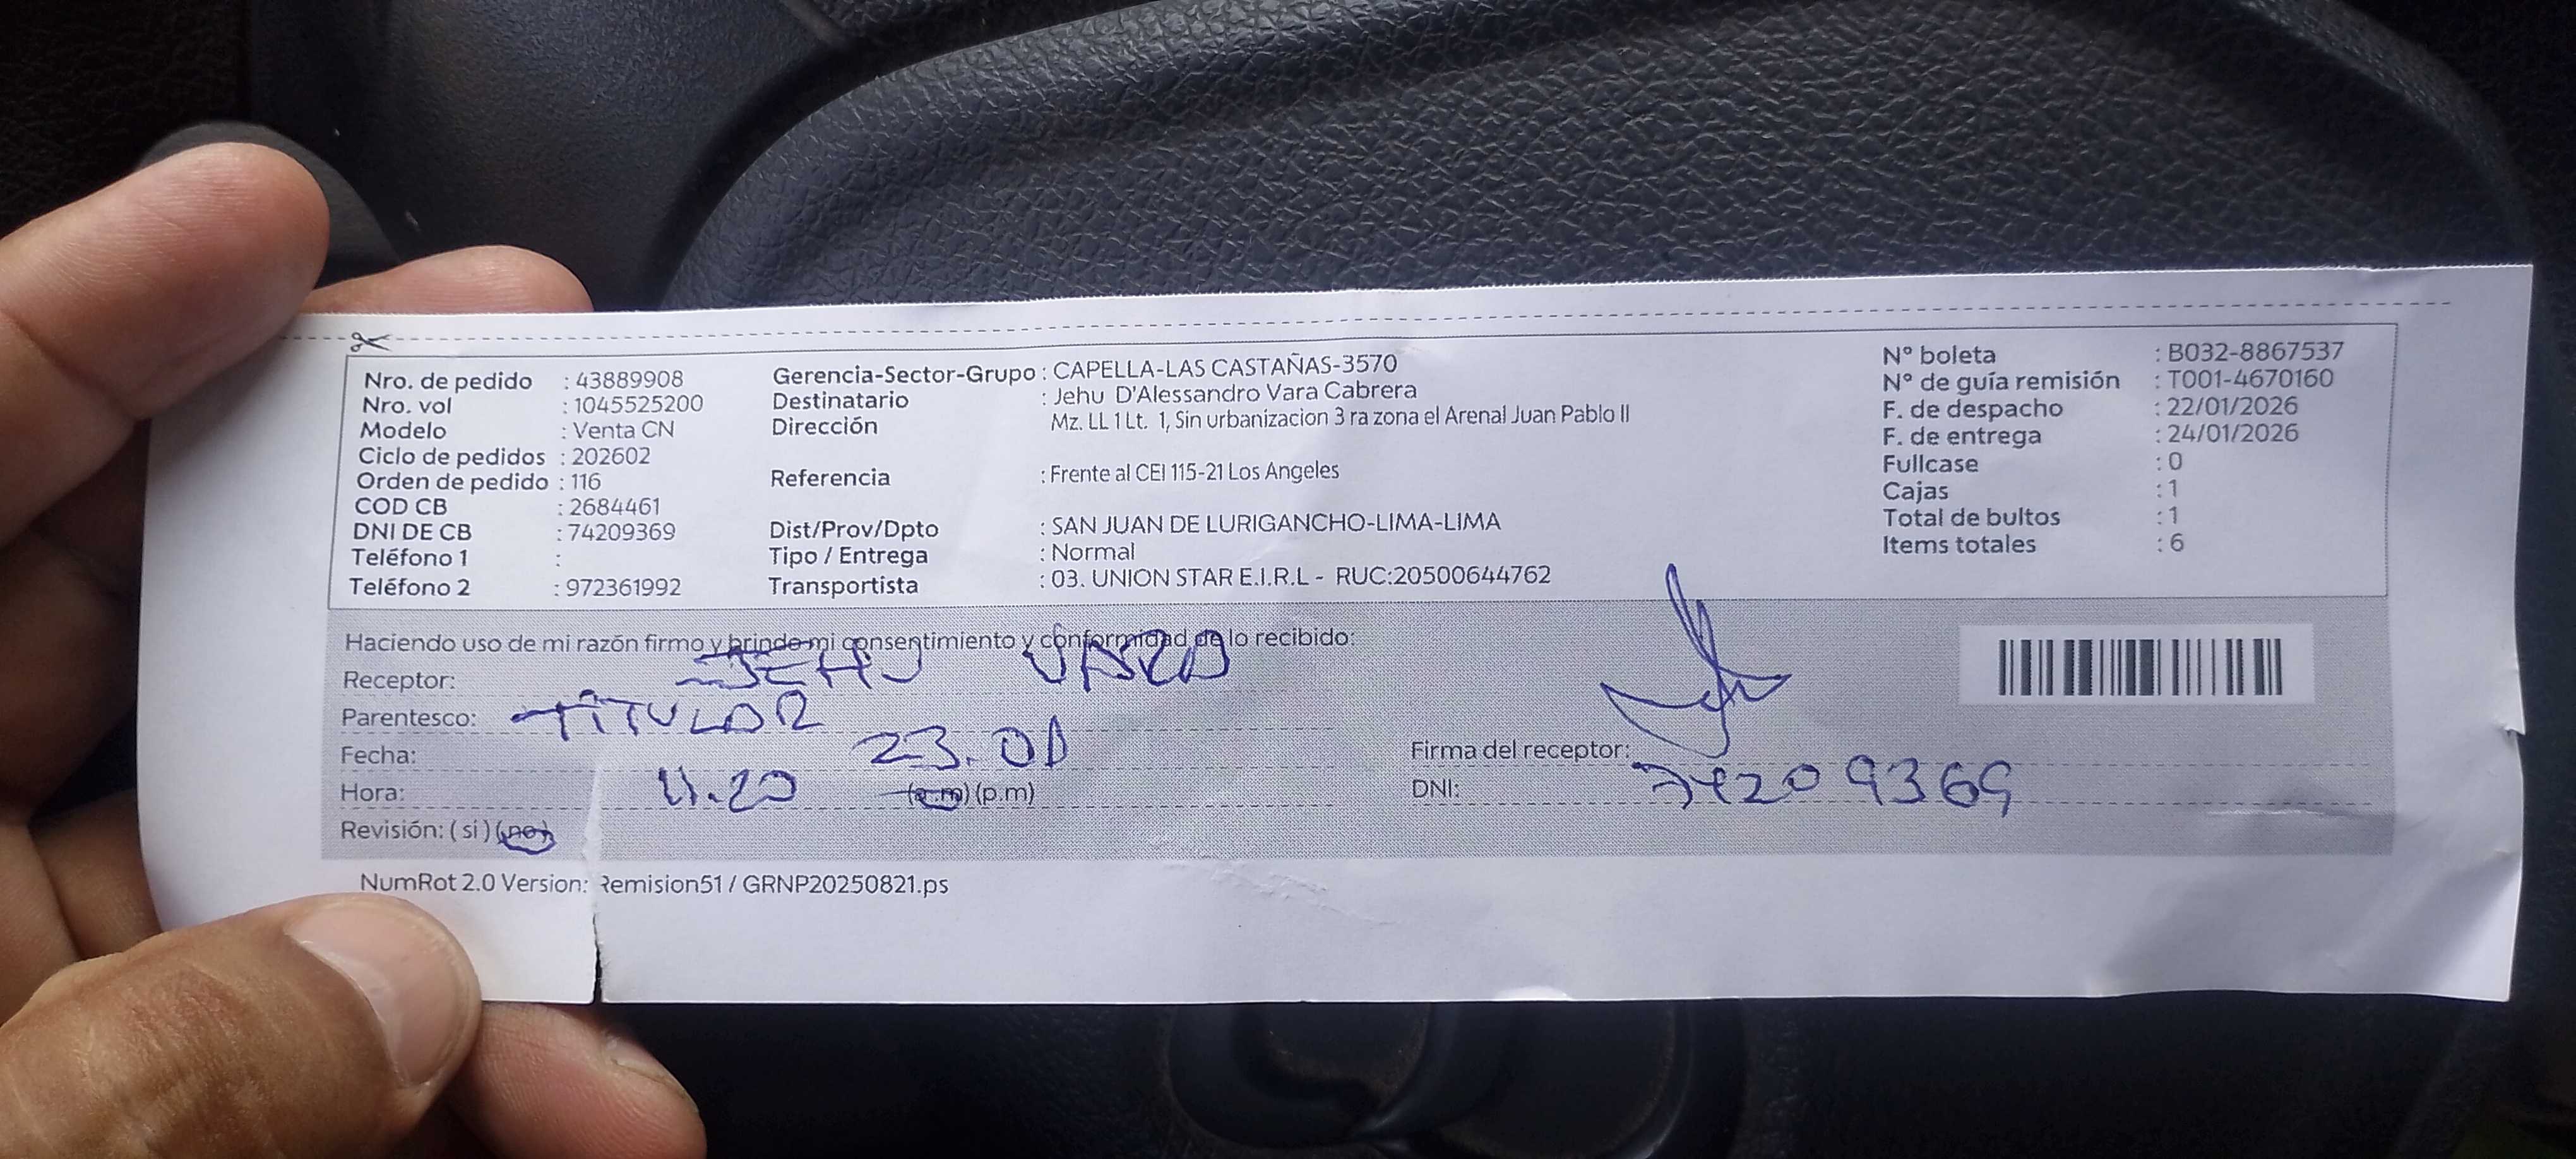 Nro. de pedido : 43889908
Nro. vol : 1045525200
Modelo : Venta CN
Ciclo de pedidos : 202602
Orden de pedido : 116
COD CB : 2684461
DNI DE CB : 74209369
Teléfono 1 :
Teléfono 2 : 972361992
Gerencia-Sector-Grupo : CAPELLA-LAS CASTAÑAS-3570
Destinatario : Jehu D'Alessandro Vara Cabrera
Dirección Mz. LL 1 Lt. 1, Sin urbanizacion 3 ra zona el Arenal Juan Pablo II
Referencia : Frente al CEI 115-21 Los Angeles
Dist/Prov/Dpto : SAN JUAN DE LURIGANCHO-LIMA-LIMA
Tipo / Entrega : Normal
Transportista : 03. UNION STAR E.I.R.L - RUC:20500644762
N° boleta : B032-8867537
N° de guía remisión : T001-4670160
F. de despacho : 22/01/2026
F. de entrega : 24/01/2026
Fullcase : 0
Cajas : 1
Total de bultos : 1
Items totales : 6
Haciendo uso de mi razón firmo y brindo mi consentimiento y conformidad de lo recibido:
Receptor: JEHU VARA
Parentesco: TITULAR
Fecha: 23.01
Hora: 11.20 (a.m) (p.m)
Revisión: (si) (no)
Firma del receptor:
DNI: 74209369
NumRot 2.0 Version: Remision51 / GRNP20250821.ps